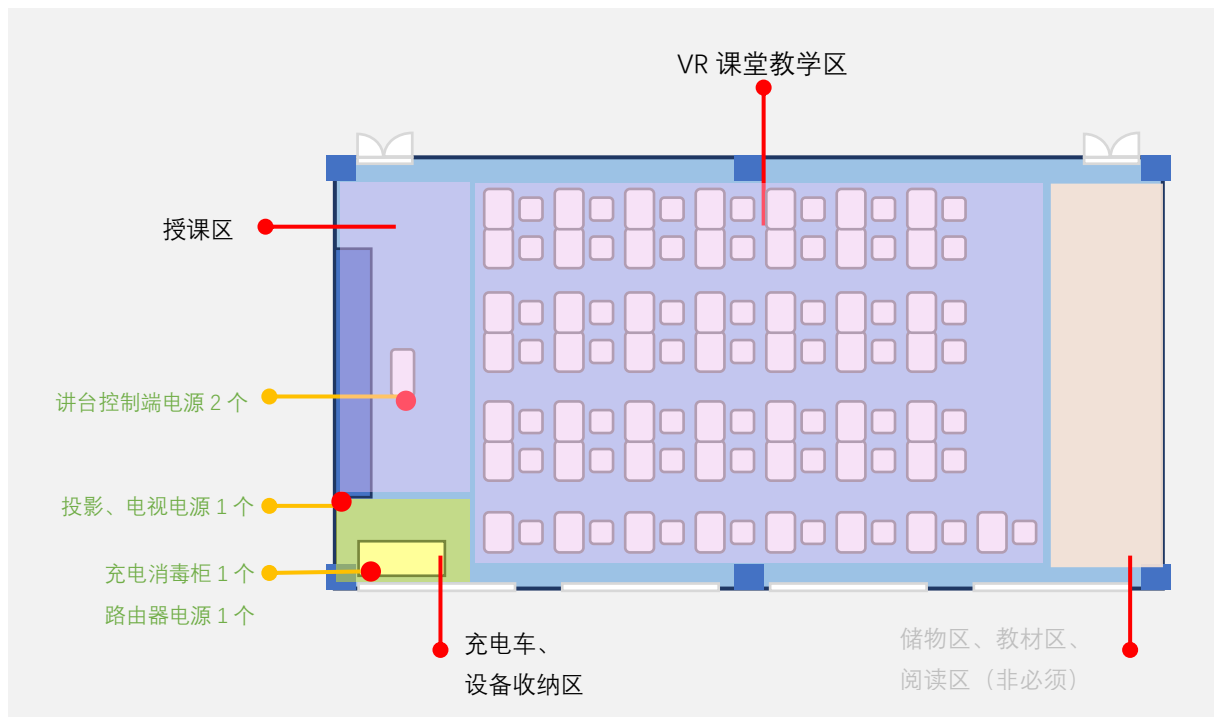 VR 课堂教学区
授课区
讲台控制端电源 2 个
投影、电视电源 1 个
充电消毒柜 1 个
路由器电源 1 个
充电车、
设备收纳区
储物区、教材区、
阅读区（非必须）